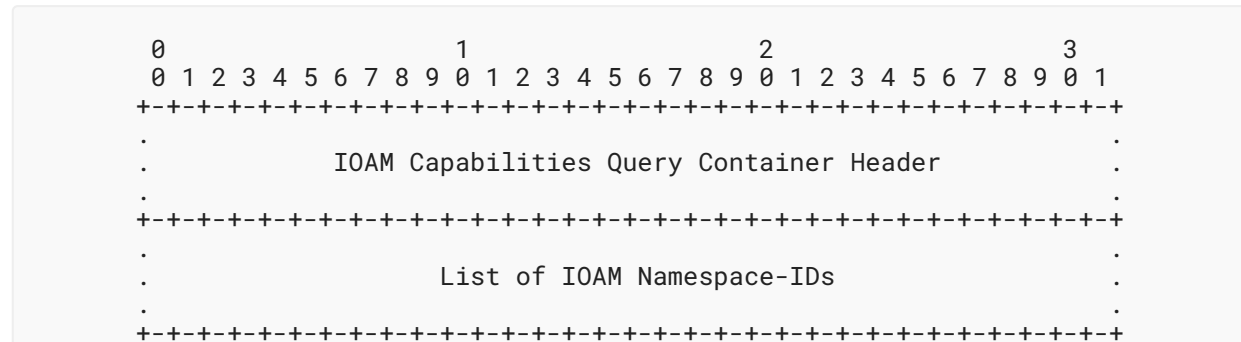 0                   1                   2                   3
0 1 2 3 4 5 6 7 8 9 0 1 2 3 4 5 6 7 8 9 0 1 2 3 4 5 6 7 8 9 0 1
+-+-+-+-+-+-+-+-+-+-+-+-+-+-+-+-+-+-+-+-+-+-+-+-+-+-+-+-+-+-+-+-+
.                                                               .
.            IOAM Capabilities Query Container Header           .
.                                                               .
+-+-+-+-+-+-+-+-+-+-+-+-+-+-+-+-+-+-+-+-+-+-+-+-+-+-+-+-+-+-+-+-+
.                                                               .
.                   List of IOAM Namespace-IDs                  .
.                                                               .
+-+-+-+-+-+-+-+-+-+-+-+-+-+-+-+-+-+-+-+-+-+-+-+-+-+-+-+-+-+-+-+-+